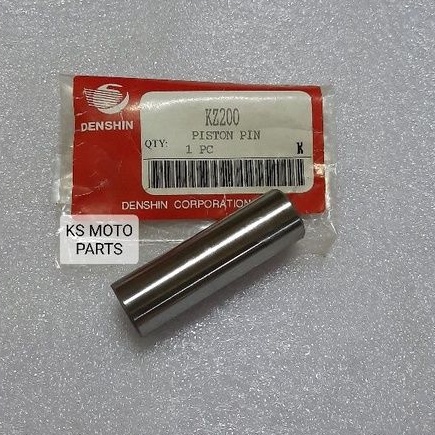 DENSHIN
KZ200
PISTON PIN
QTY: 1 PC K
DENSHIN CORPORATION
KS MOTO
PARTS